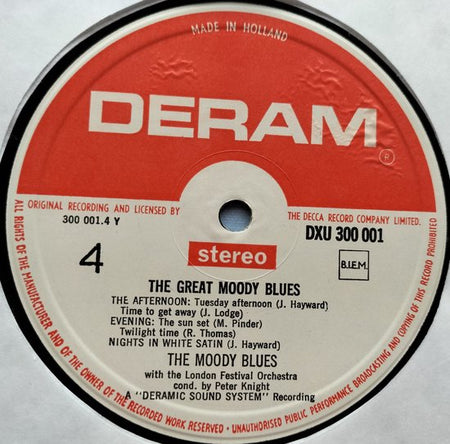 MADE IN HOLLAND
DERAM
®
ORIGINAL RECORDING AND LICENSED BY
THE DECCA RECORD COMPANY LIMITED.
300 001.4 Y
DXU 300 001
4
stereo
B.I.E.M.
THE GREAT MOODY BLUES
THE AFTERNOON: Tuesday afternoon (J. Hayward)
Time to get away (J. Lodge)
EVENING: The sun set (M. Pinder)
Twilight time (R. Thomas)
NIGHTS IN WHITE SATIN (J. Hayward)
THE MOODY BLUES
with the London Festival Orchestra
cond. by Peter Knight
A "DERAMIC SOUND SYSTEM" Recording
ALL RIGHTS OF THE MANUFACTURER AND OF THE OWNER OF THE RECORDED WORK RESERVED • UNAUTHORISED PUBLIC PERFORMANCE BROADCASTING AND COPYING OF THIS RECORD PROHIBITED